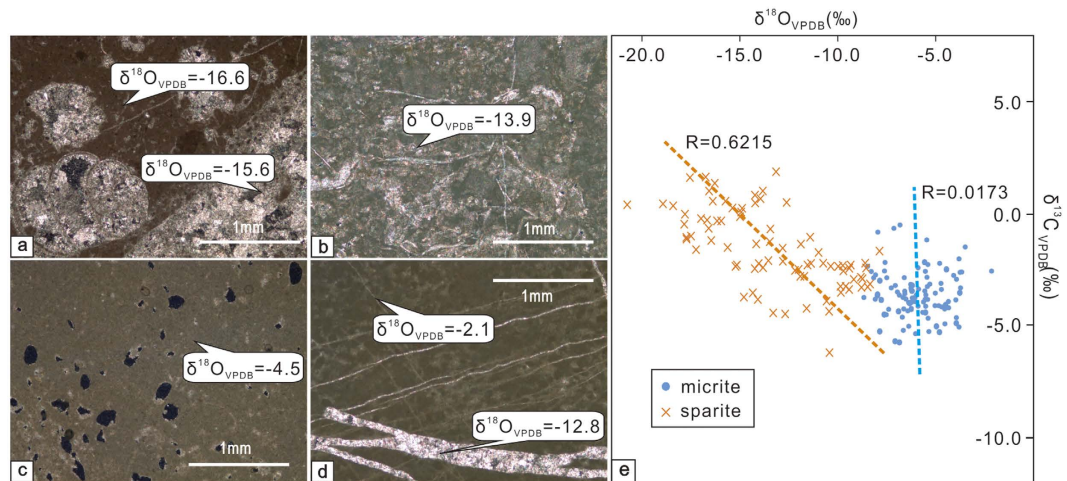 δ¹⁸O_VPDB=-16.6
δ¹⁸O_VPDB=-15.6
1mm
a
δ¹⁸O_VPDB=-13.9
1mm
b
δ¹⁸O_VPDB=-4.5
1mm
c
1mm
δ¹⁸O_VPDB=-2.1
δ¹⁸O_VPDB=-12.8
d
δ¹⁸O_VPDB(‰)
-20.0 -15.0 -10.0 -5.0
5.0
R=0.6215
R=0.0173
0.0
δ¹³C_VPDB(‰)
-5.0
micrite
sparite
-10.0
e